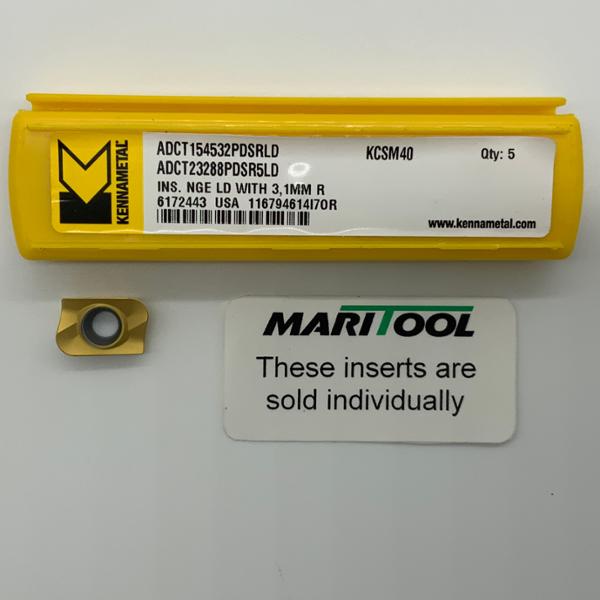 KENNAMETAL
ADCT154532PDSRLD KCSM40 Qty: 5
ADCT23288PDSR5LD
INS. NGE LD WITH 3,1MM R
6172443 USA 116794614I70R
www.kennametal.com
MARITOOL
These inserts are
sold individually